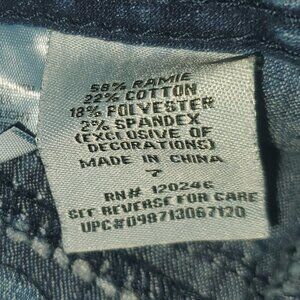 58% RAMIE
22% COTTON
18% POLYESTER
2% SPANDEX
(EXCLUSIVE OF
DECORATIONS)
MADE IN CHINA
7
RN# 120246
SEE REVERSE FOR CARE
UPC#098713067120